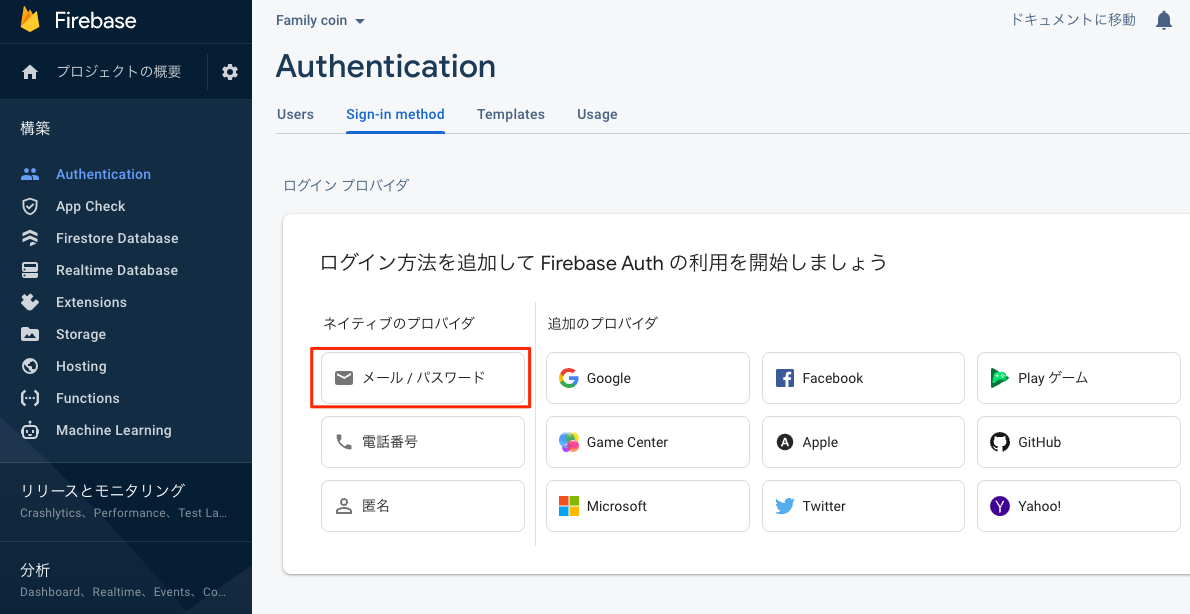 Firebase
プロジェクトの概要
構築
Authentication
App Check
Firestore Database
Realtime Database
Extensions
Storage
Hosting
Functions
Machine Learning
リリースとモニタリング
Crashlytics、Performance、Test La…
分析
Dashboard、Realtime、Events、Co…
Family coin
ドキュメントに移動
Authentication
Users
Sign-in method
Templates
Usage
ログイン プロバイダ
ログイン方法を追加して Firebase Auth の利用を開始しましょう
ネイティブのプロバイダ
メール / パスワード
電話番号
匿名
追加のプロバイダ
Google
Facebook
Play ゲーム
Game Center
Apple
GitHub
Microsoft
Twitter
Yahoo!